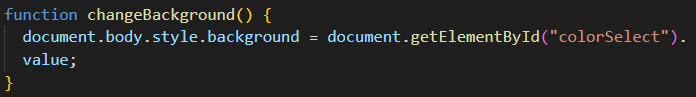 function changeBackground() {
  document.body.style.background = document.getElementById("colorSelect").
  value;
}